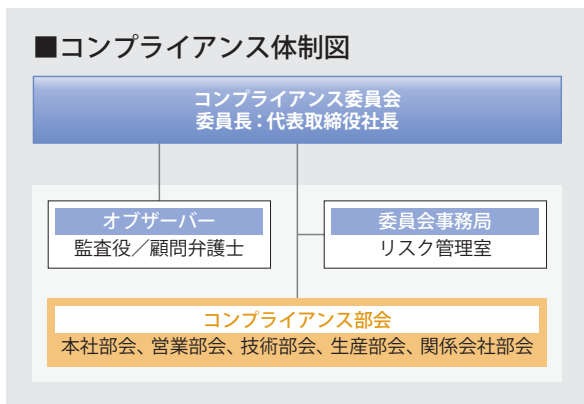 ■コンプライアンス体制図
コンプライアンス委員会
委員長：代表取締役社長
オブザーバー
監査役／顧問弁護士
委員会事務局
リスク管理室
コンプライアンス部会
本社部会、営業部会、技術部会、生産部会、関係会社部会